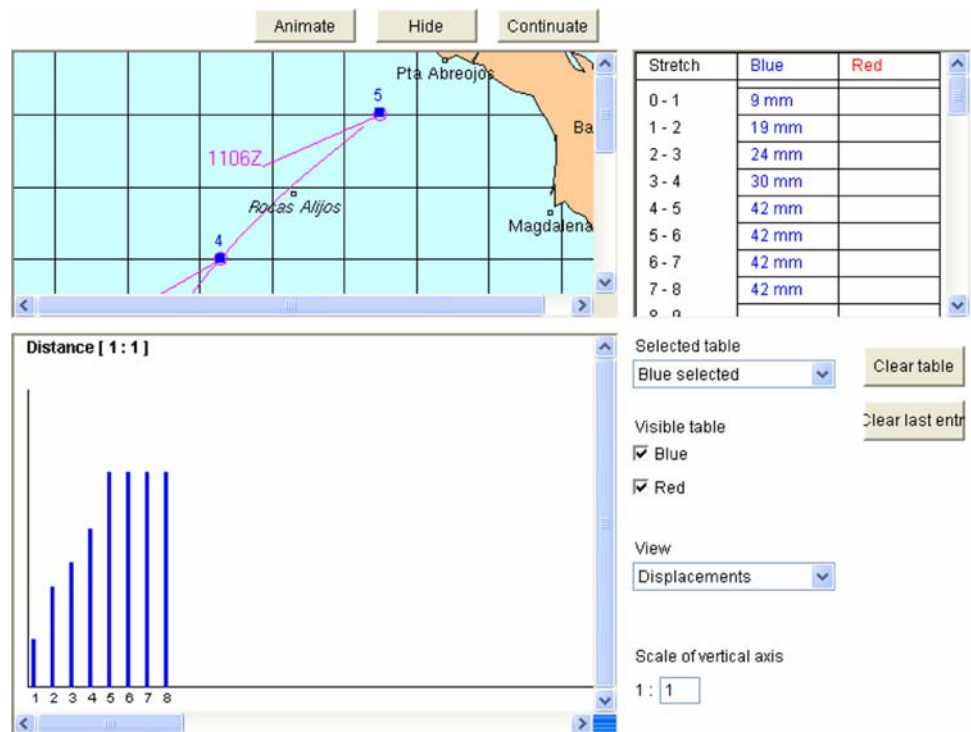 Animate Hide Continuate
Pta Abreojos
5
Ba
1106Z
Rocas Alijos
Magdalena
4
Stretch Blue Red
0 - 1 9 mm
1 - 2 19 mm
2 - 3 24 mm
3 - 4 30 mm
4 - 5 42 mm
5 - 6 42 mm
6 - 7 42 mm
7 - 8 42 mm
Distance [ 1 : 1 ]
1 2 3 4 5 6 7 8
Selected table
Blue selected
Clear table
Clear last entr
Visible table
Blue
Red
View
Displacements
Scale of vertical axis
1 : 1